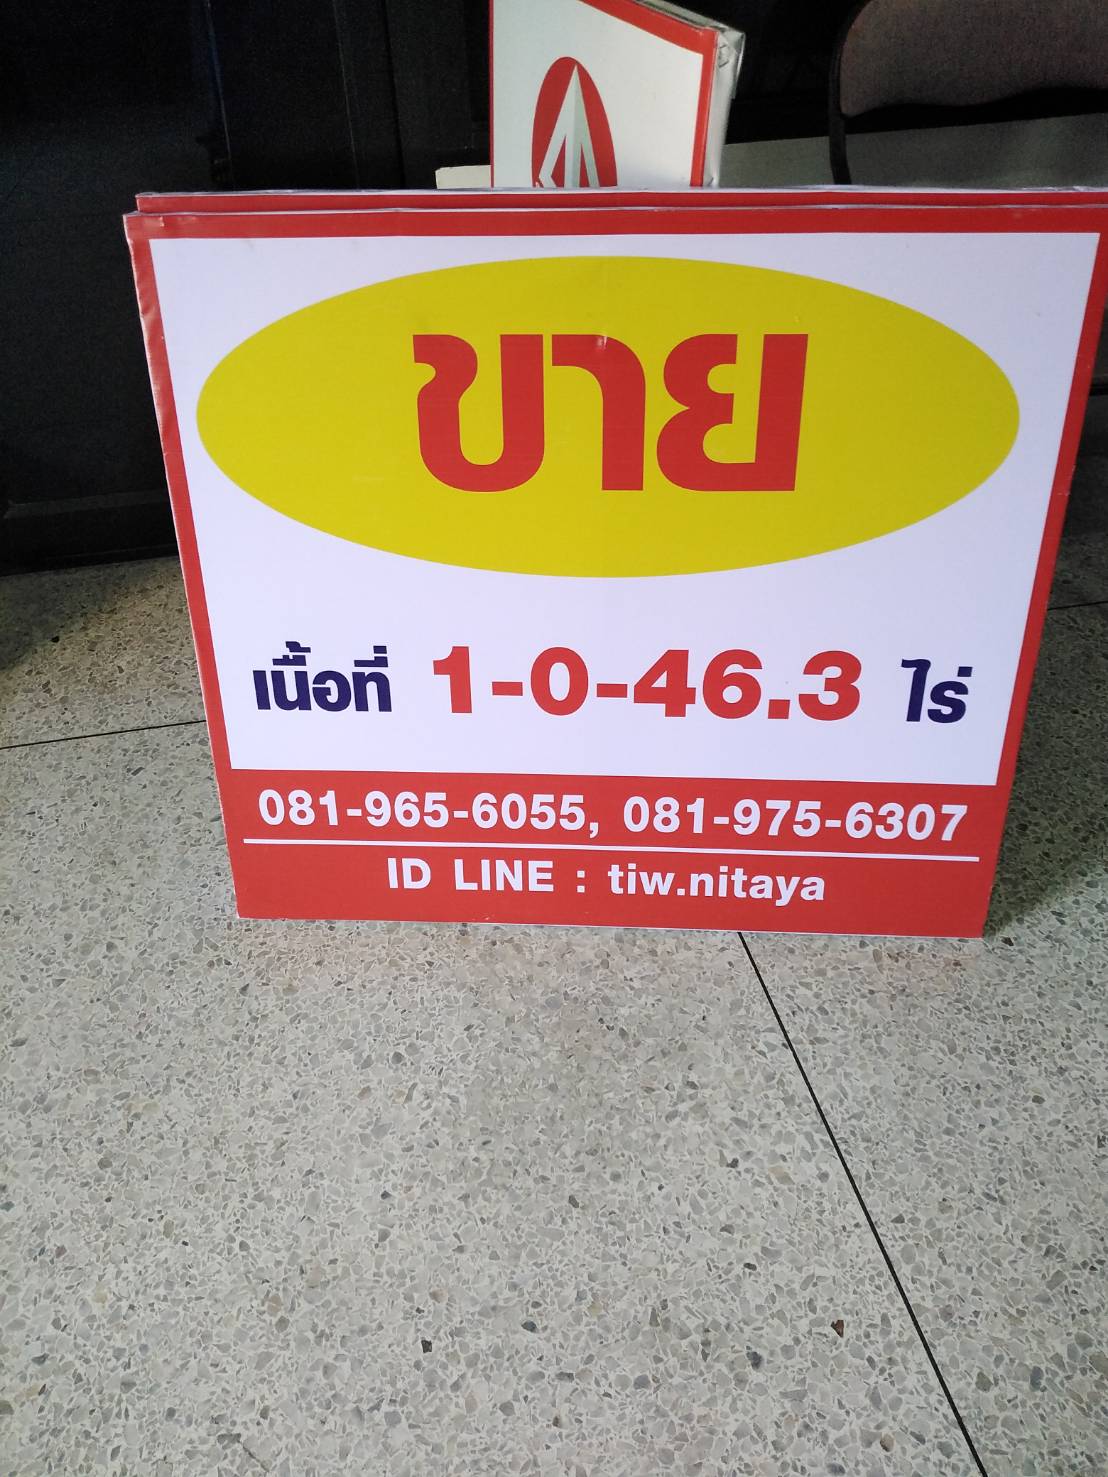 ขาย
เนื้อที่ 1-0-46.3 ไร่
081-965-6055, 081-975-6307
ID LINE : tiw.nitaya